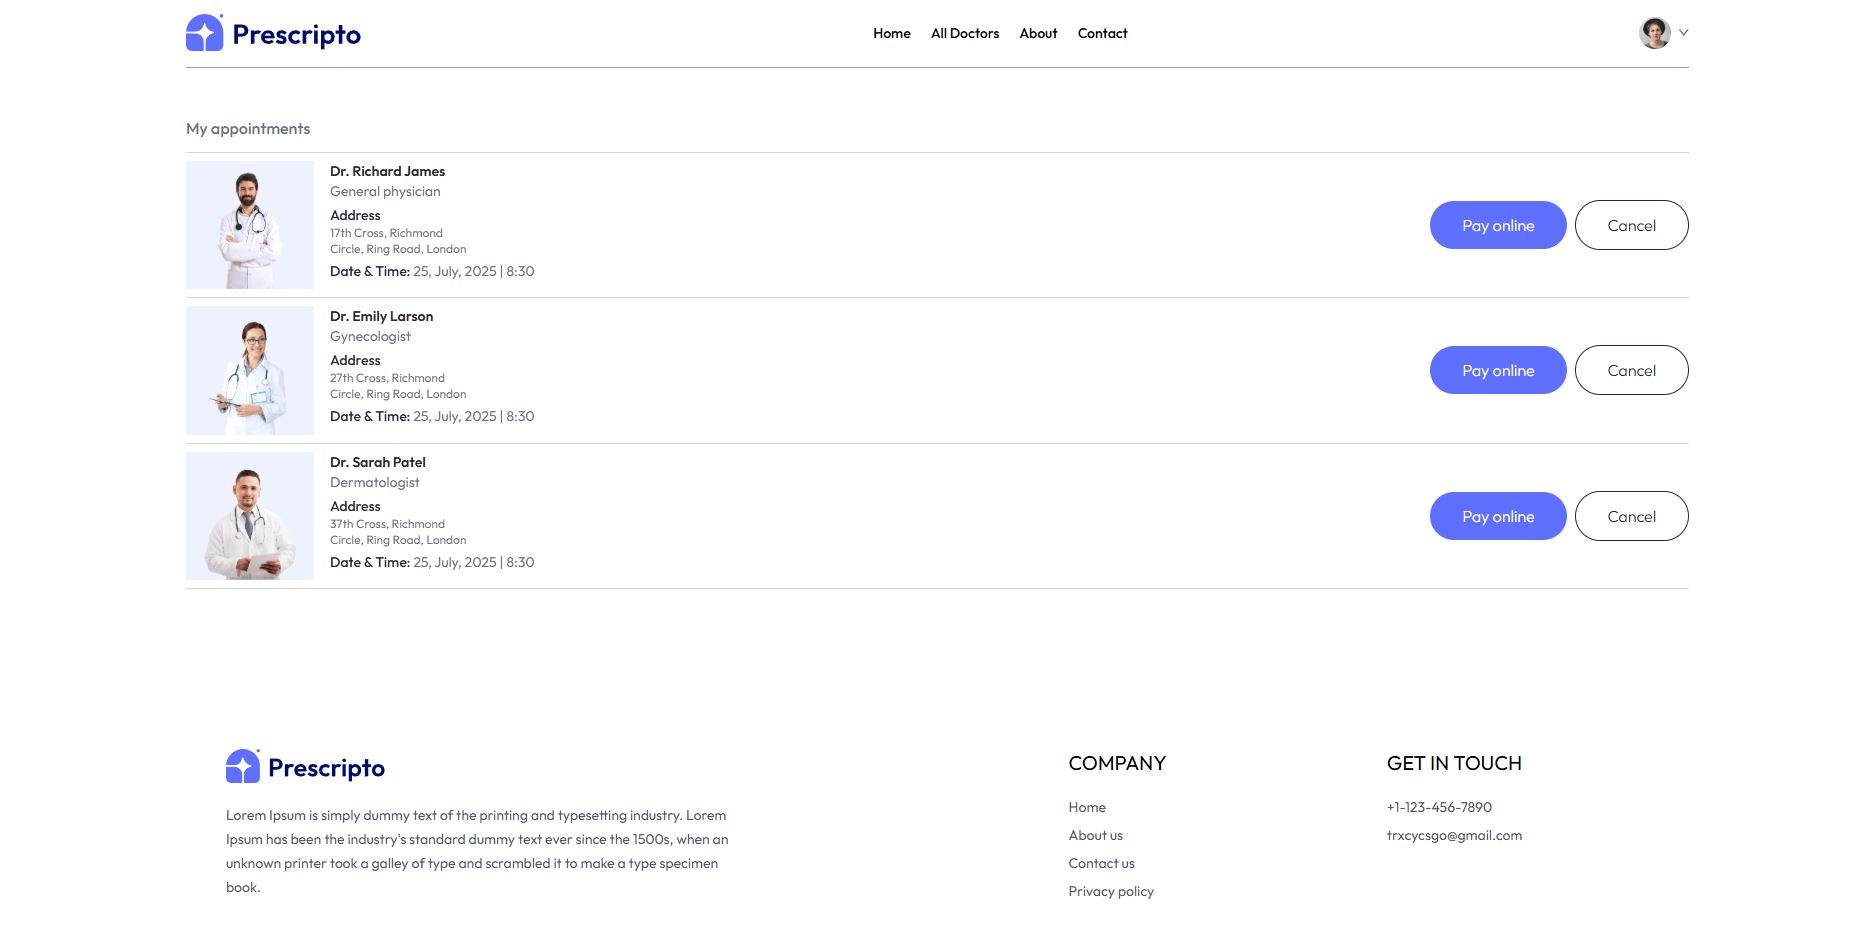 Prescripto
Home
All Doctors
About
Contact
My appointments
Dr. Richard James
General physician
Address
17th Cross, Richmond
Circle, Ring Road, London
Date & Time: 25, July, 2025 | 8:30
Pay online
Cancel
Dr. Emily Larson
Gynecologist
Address
27th Cross, Richmond
Circle, Ring Road, London
Date & Time: 25, July, 2025 | 8:30
Pay online
Cancel
Dr. Sarah Patel
Dermatologist
Address
37th Cross, Richmond
Circle, Ring Road, London
Date & Time: 25, July, 2025 | 8:30
Pay online
Cancel
Prescripto
Lorem Ipsum is simply dummy text of the printing and typesetting industry. Lorem
Ipsum has been the industry's standard dummy text ever since the 1500s, when an
unknown printer took a galley of type and scrambled it to make a type specimen
book.
COMPANY
Home
About us
Contact us
Privacy policy
GET IN TOUCH
+1-123-456-7890
trxcycsgo@gmail.com